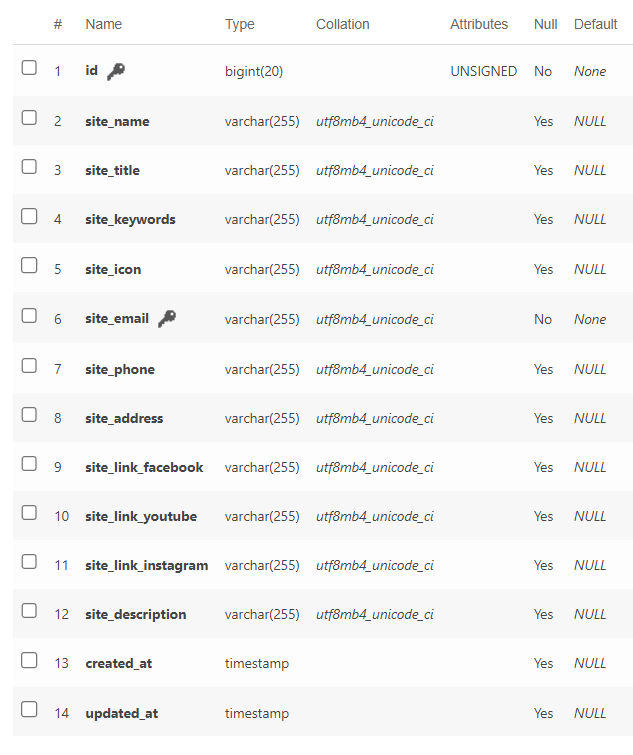 # Name Type Collation Attributes Null Default
1 id bigint(20) UNSIGNED No None
2 site_name varchar(255) utf8mb4_unicode_ci Yes NULL
3 site_title varchar(255) utf8mb4_unicode_ci Yes NULL
4 site_keywords varchar(255) utf8mb4_unicode_ci Yes NULL
5 site_icon varchar(255) utf8mb4_unicode_ci Yes NULL
6 site_email varchar(255) utf8mb4_unicode_ci No None
7 site_phone varchar(255) utf8mb4_unicode_ci Yes NULL
8 site_address varchar(255) utf8mb4_unicode_ci Yes NULL
9 site_link_facebook varchar(255) utf8mb4_unicode_ci Yes NULL
10 site_link_youtube varchar(255) utf8mb4_unicode_ci Yes NULL
11 site_link_instagram varchar(255) utf8mb4_unicode_ci Yes NULL
12 site_description varchar(255) utf8mb4_unicode_ci Yes NULL
13 created_at timestamp Yes NULL
14 updated_at timestamp Yes NULL